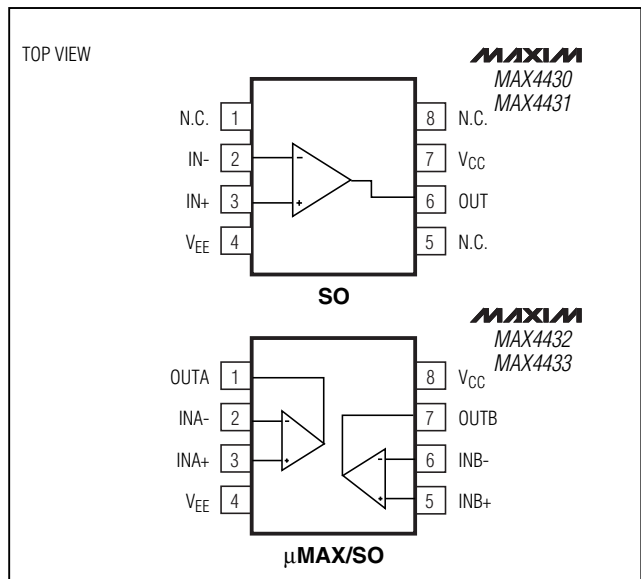 TOP VIEW
MAXIM
MAX4430
MAX4431
N.C. 1
IN- 2
IN+ 3
VEE 4
8 N.C.
7 VCC
6 OUT
5 N.C.
- 
+
SO
MAXIM
MAX4432
MAX4433
OUTA 1
INA- 2
INA+ 3
VEE 4
8 VCC
7 OUTB
6 INB-
5 INB+
-
+
-
+
µMAX/SO